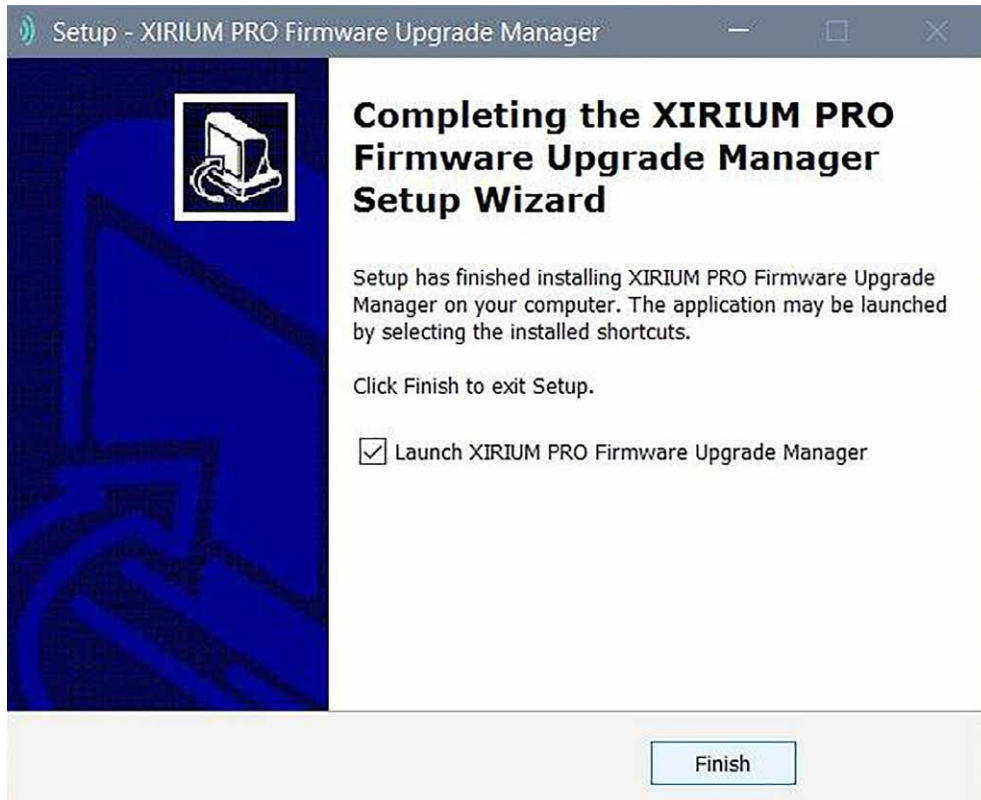 Setup - XIRIUM PRO Firmware Upgrade Manager
Completing the XIRIUM PRO
Firmware Upgrade Manager
Setup Wizard
Setup has finished installing XIRIUM PRO Firmware Upgrade
Manager on your computer. The application may be launched
by selecting the installed shortcuts.
Click Finish to exit Setup.
Launch XIRIUM PRO Firmware Upgrade Manager
Finish